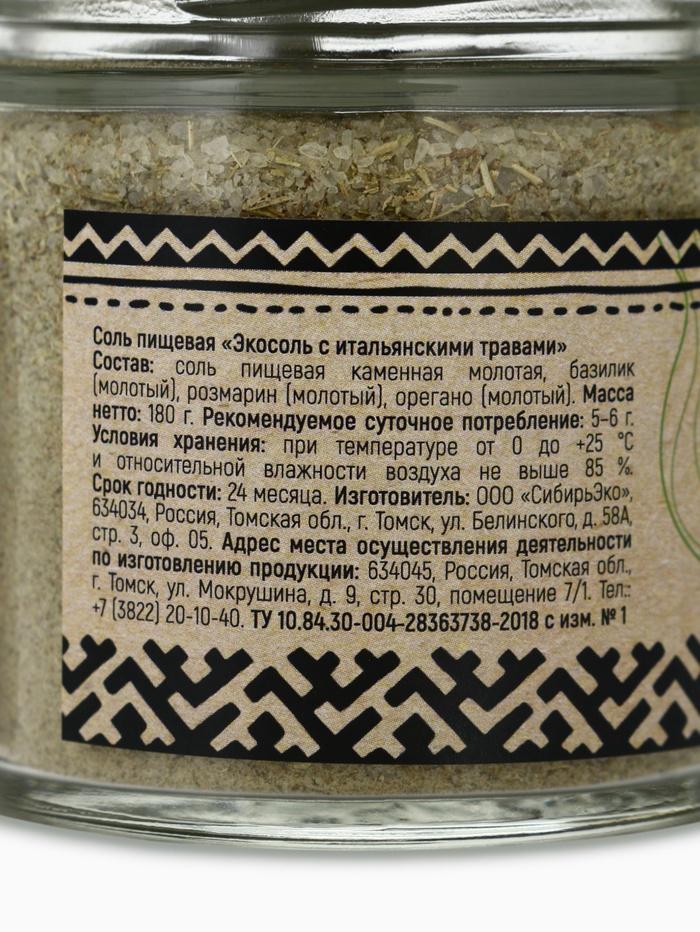 Соль пищевая «Экосоль с итальянскими травами»
Состав: соль пищевая каменная молотая, базилик
(молотый), розмарин (молотый), орегано (молотый). Масса
нетто: 180 г. Рекомендуемое суточное потребление: 5-6 г.
Условия хранения: при температуре от 0 до +25 °С
и относительной влажности воздуха не выше 85 %.
Срок годности: 24 месяца. Изготовитель: ООО «СибирьЭко»,
634034, Россия, Томская обл., г. Томск, ул. Белинского, д. 58А,
стр. 3, оф. 05. Адрес места осуществления деятельности
по изготовлению продукции: 634045, Россия, Томская обл.,
г. Томск, ул. Мокрушина, д. 9, стр. 30, помещение 7/1. Тел.:
+7 (3822) 20-10-40. ТУ 10.84.30-004-28363738-2018 с изм. № 1